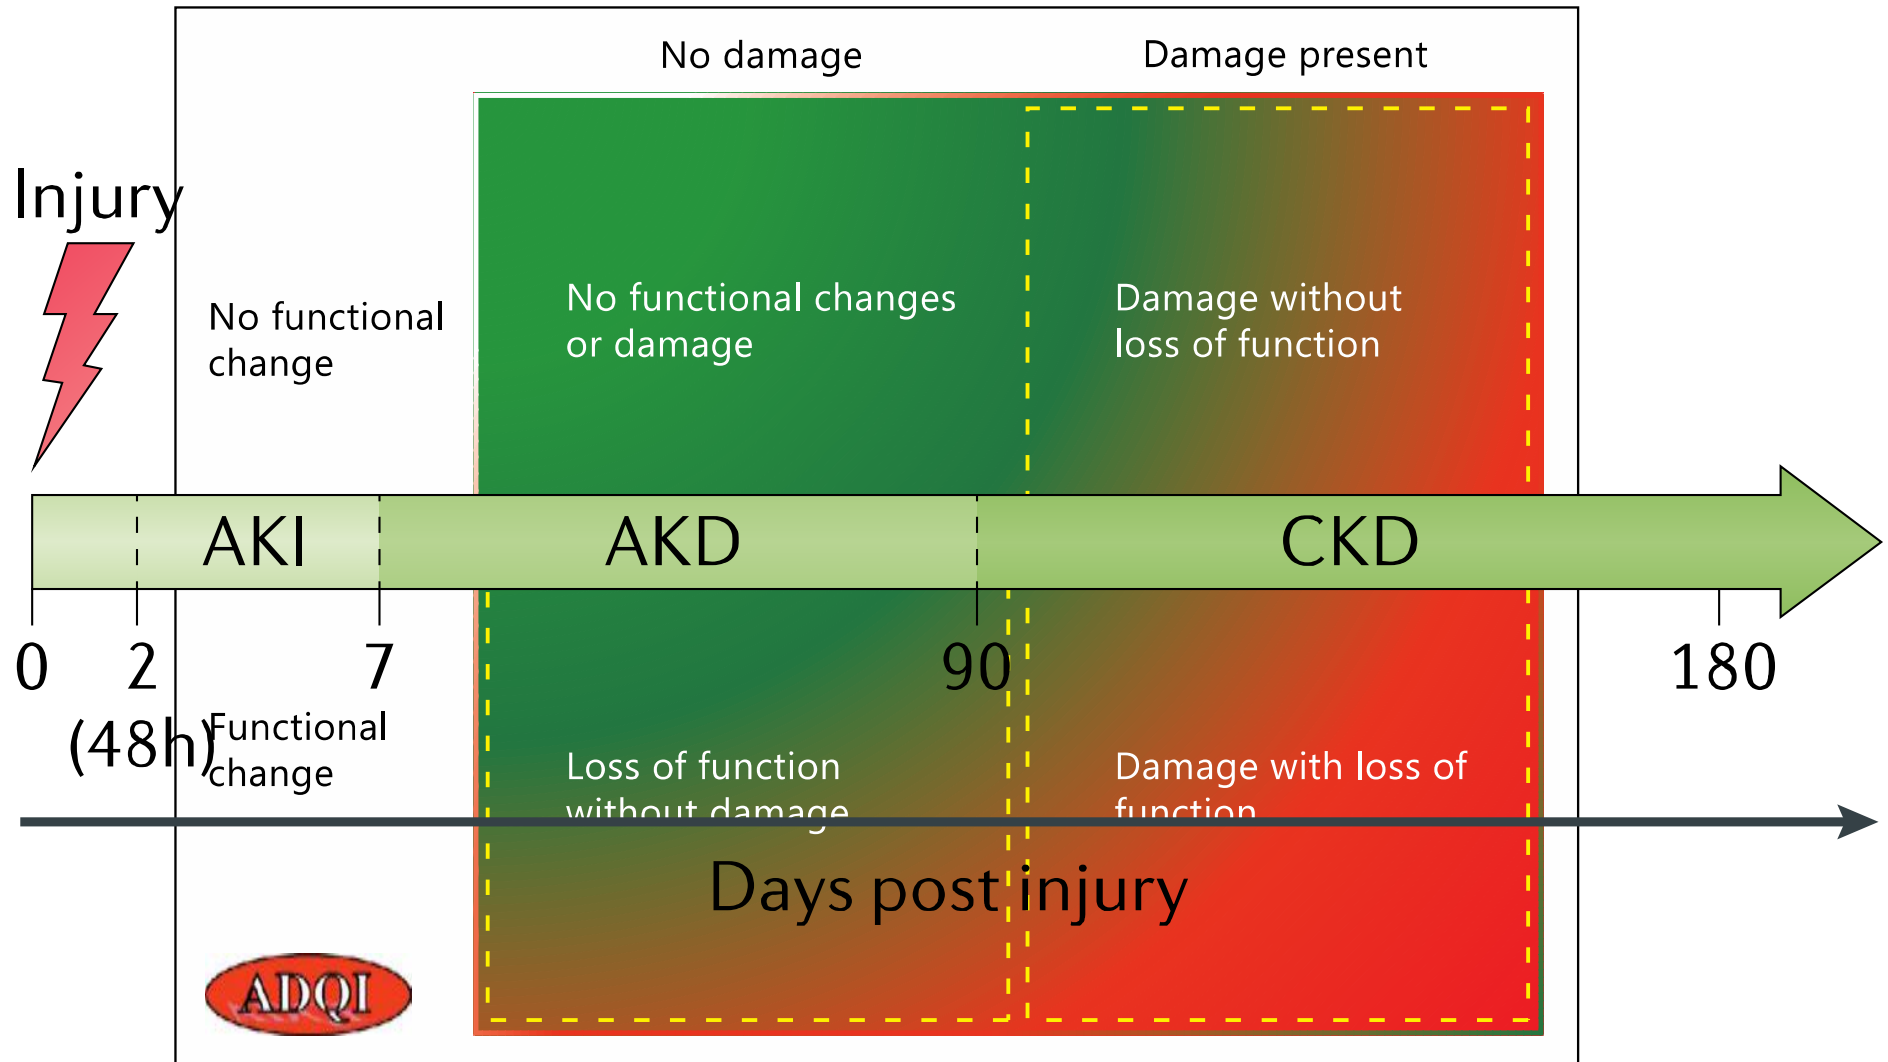 No damage
Damage present
Injury
No functional
change
No functional changes
or damage
Damage without
loss of function
AKI
AKD
CKD
0
2
7
90
180
(48h)
Functional
change
Loss of function
without damage
Damage with loss of
function
Days post injury
ADQI